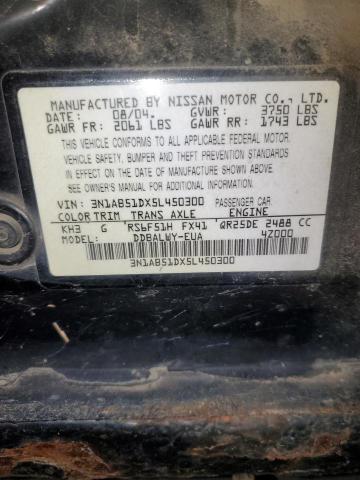 MANUFACTURED BY NISSAN MOTOR CO., LTD.
DATE: 08/04. GVWR: 3750 LBS
GAWR FR: 2061 LBS GAWR RR: 1743 LBS
THIS VEHICLE CONFORMS TO ALL APPLICABLE FEDERAL MOTOR
VEHICLE SAFETY, BUMPER AND THEFT PREVENTION STANDARDS
IN EFFECT ON THE DATE OF MANUFACTURE SHOWN ABOVE.
SEE OWNER'S MANUAL FOR ADDITIONAL INFORMATION.
VIN: 3N1AB51DX5L450300 PASSENGER CAR
COLOR TRIM TRANS AXLE ENGINE
KH3 G RS6F51H FX41 QR25DE 2488 CC
MODEL: DDBALWY-EUA 4Z000
3N1AB51DX5L450300